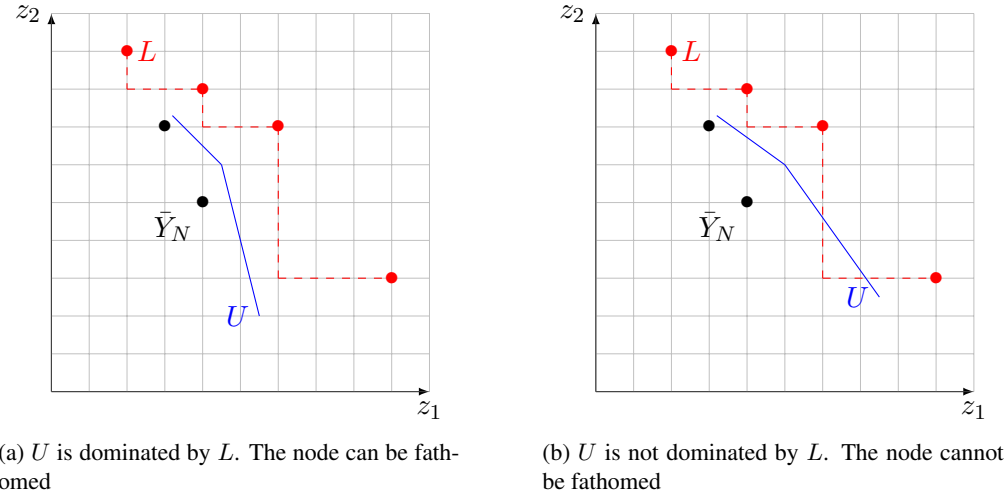 z₂
L
Ȳ_N
U
z₁
(a) U is dominated by L. The node can be fath-
omed
z₂
L
Ȳ_N
U
z₁
(b) U is not dominated by L. The node cannot
be fathomed